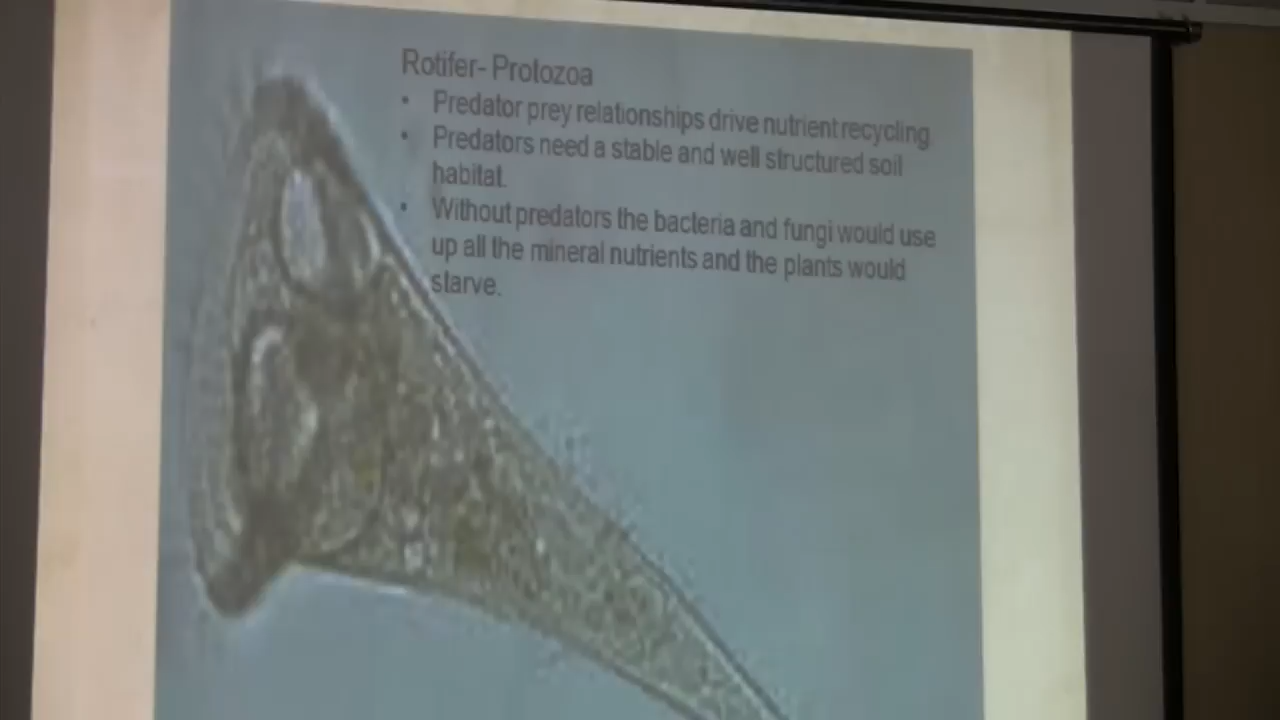 Rotifer- Protozoa
• Predator prey relationships drive nutrient recycling
• Predators need a stable and well structured soil
habitat.
• Without predators the bacteria and fungi would use
up all the mineral nutrients and the plants would
starve.